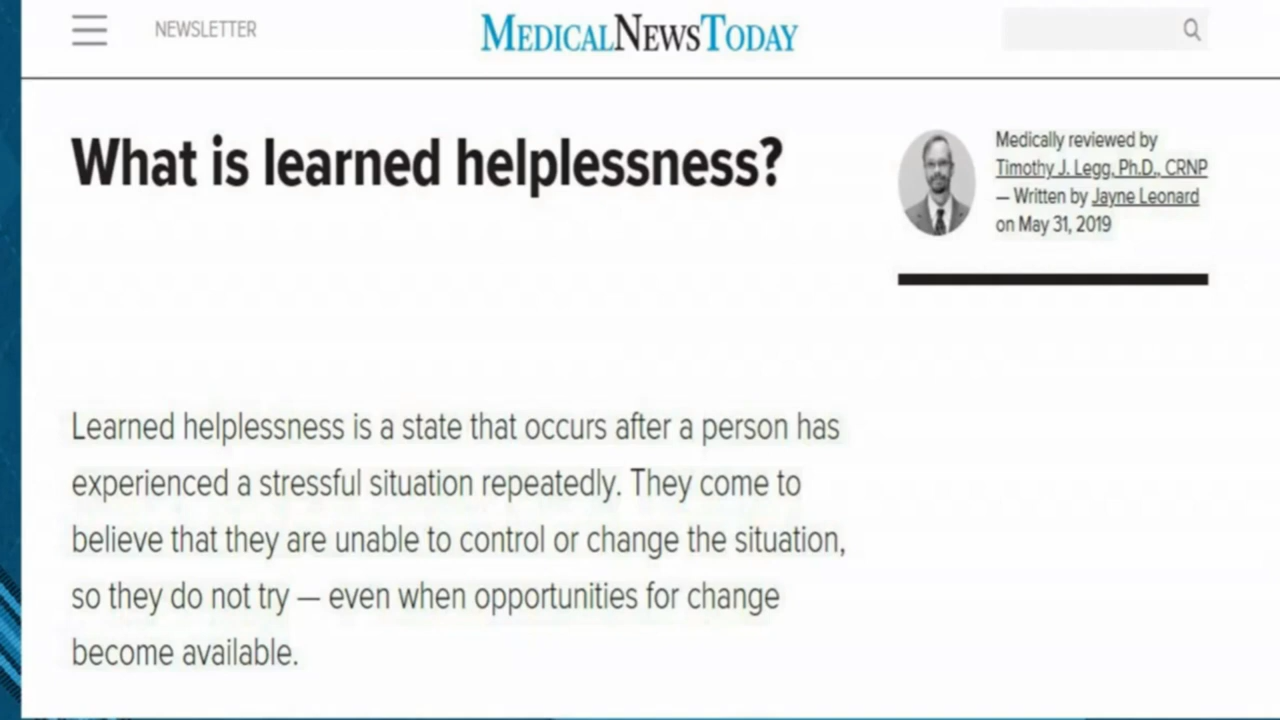 NEWSLETTER
MEDICALNEWSTODAY
What is learned helplessness?
Medically reviewed by
Timothy J. Legg, Ph.D., CRNP
— Written by Jayne Leonard
on May 31, 2019
Learned helplessness is a state that occurs after a person has
experienced a stressful situation repeatedly. They come to
believe that they are unable to control or change the situation,
so they do not try — even when opportunities for change
become available.